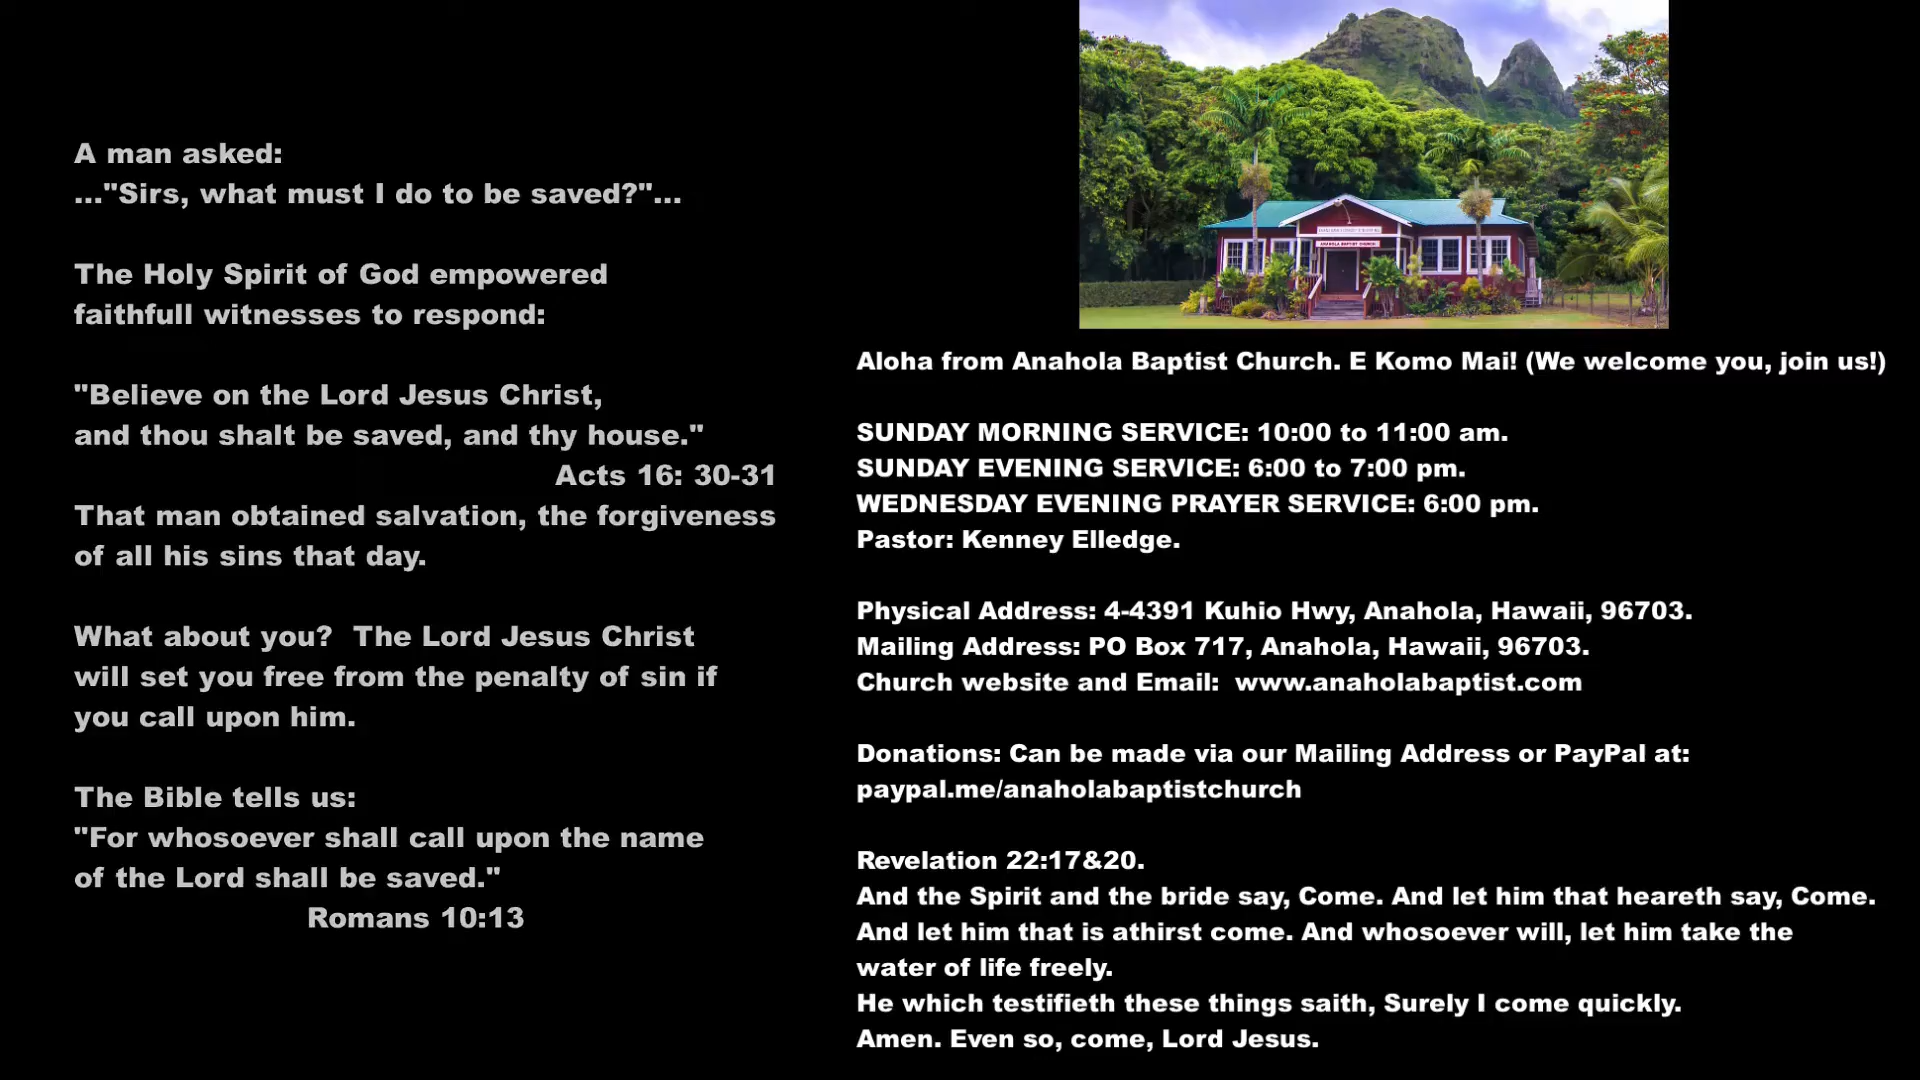 A man asked:
..."Sirs, what must I do to be saved?"...
The Holy Spirit of God empowered
faithfull witnesses to respond:
"Believe on the Lord Jesus Christ,
and thou shalt be saved, and thy house."
Acts 16: 30-31
That man obtained salvation, the forgiveness
of all his sins that day.
What about you?  The Lord Jesus Christ
will set you free from the penalty of sin if
you call upon him.
The Bible tells us:
"For whosoever shall call upon the name
of the Lord shall be saved."
Romans 10:13
ANAHOLA BAPTIST CHURCH
Aloha from Anahola Baptist Church. E Komo Mai! (We welcome you, join us!)
SUNDAY MORNING SERVICE: 10:00 to 11:00 am.
SUNDAY EVENING SERVICE: 6:00 to 7:00 pm.
WEDNESDAY EVENING PRAYER SERVICE: 6:00 pm.
Pastor: Kenney Elledge.
Physical Address: 4-4391 Kuhio Hwy, Anahola, Hawaii, 96703.
Mailing Address: PO Box 717, Anahola, Hawaii, 96703.
Church website and Email:  www.anaholabaptist.com
Donations: Can be made via our Mailing Address or PayPal at:
paypal.me/anaholabaptistchurch
Revelation 22:17&20.
And the Spirit and the bride say, Come. And let him that heareth say, Come.
And let him that is athirst come. And whosoever will, let him take the
water of life freely.
He which testifieth these things saith, Surely I come quickly.
Amen. Even so, come, Lord Jesus.